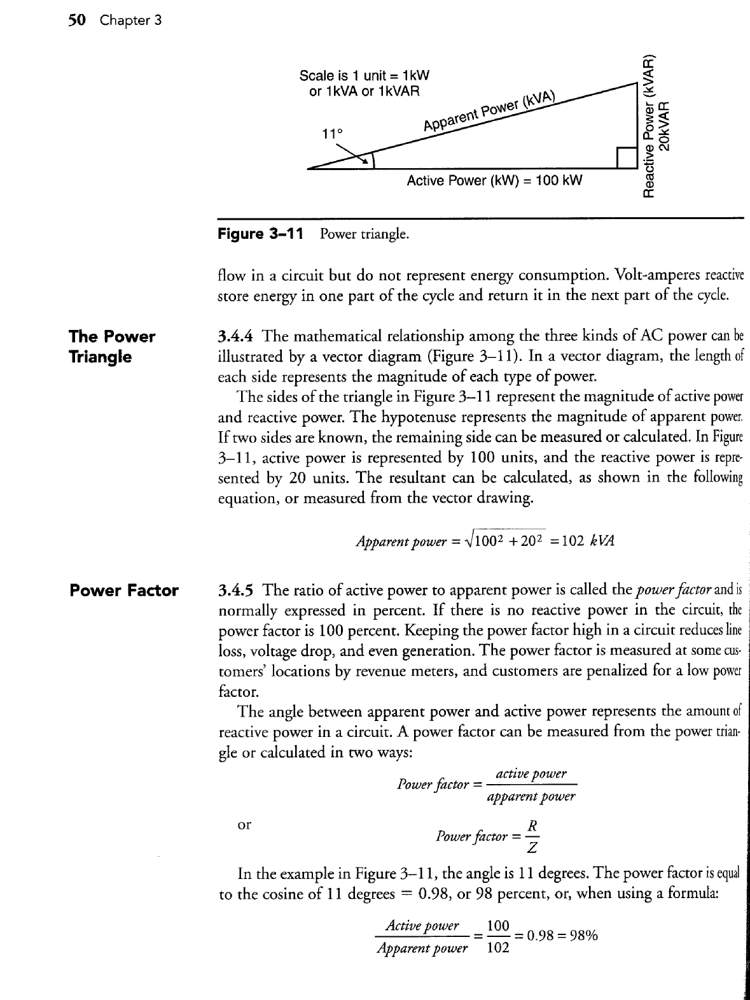 50 Chapter 3
Scale is 1 unit = 1kW
or 1kVA or 1kVAR
Apparent Power (kVA)
11°
Reactive Power (kVAR)
20kVAR
Active Power (kW) = 100 kW
Figure 3–11 Power triangle.
flow in a circuit but do not represent energy consumption. Volt-amperes reactive
store energy in one part of the cycle and return it in the next part of the cycle.
The Power
Triangle
3.4.4 The mathematical relationship among the three kinds of AC power can be
illustrated by a vector diagram (Figure 3–11). In a vector diagram, the length of
each side represents the magnitude of each type of power.
The sides of the triangle in Figure 3–11 represent the magnitude of active power
and reactive power. The hypotenuse represents the magnitude of apparent power.
If two sides are known, the remaining side can be measured or calculated. In Figure
3–11, active power is represented by 100 units, and the reactive power is repre-
sented by 20 units. The resultant can be calculated, as shown in the following
equation, or measured from the vector drawing.
Apparent power = √100² + 20² = 102 kVA
Power Factor
3.4.5 The ratio of active power to apparent power is called the power factor and is
normally expressed in percent. If there is no reactive power in the circuit, the
power factor is 100 percent. Keeping the power factor high in a circuit reduces line
loss, voltage drop, and even generation. The power factor is measured at some cus-
tomers’ locations by revenue meters, and customers are penalized for a low power
factor.
The angle between apparent power and active power represents the amount of
reactive power in a circuit. A power factor can be measured from the power trian-
gle or calculated in two ways:
Power factor = active power
apparent power
or
Power factor = R
Z
In the example in Figure 3–11, the angle is 11 degrees. The power factor is equal
to the cosine of 11 degrees = 0.98, or 98 percent, or, when using a formula:
Active power = 100 = 0.98 = 98%
Apparent power 102